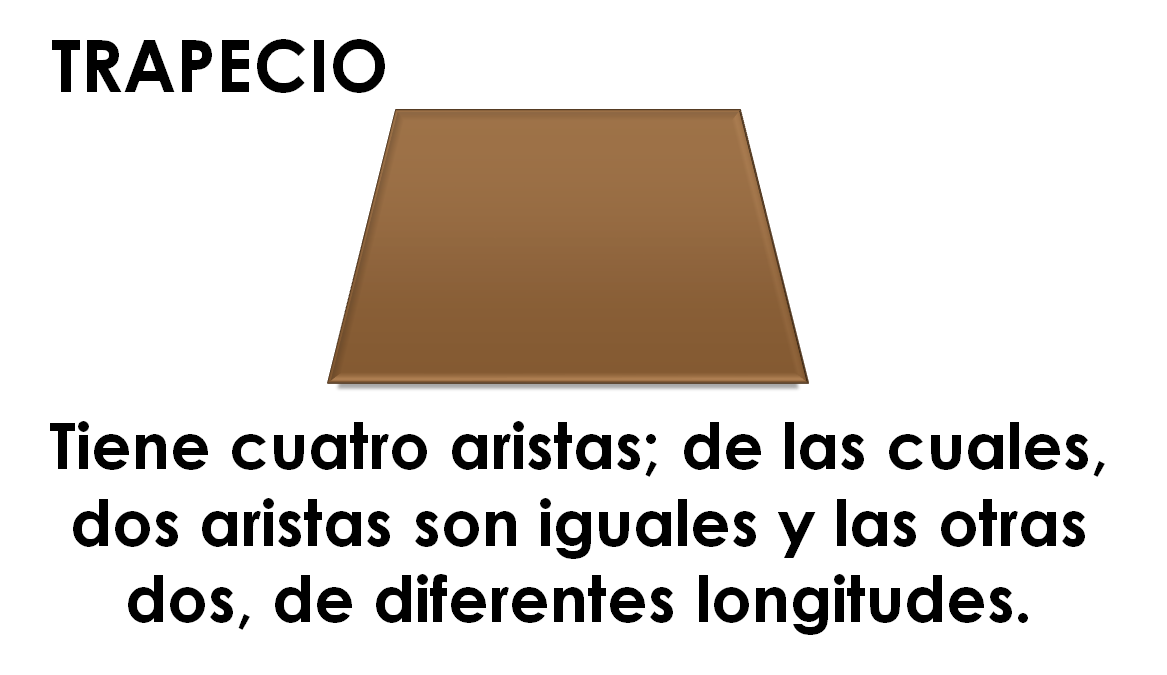 TRAPECIO
Tiene cuatro aristas; de las cuales,
dos aristas son iguales y las otras
dos, de diferentes longitudes.